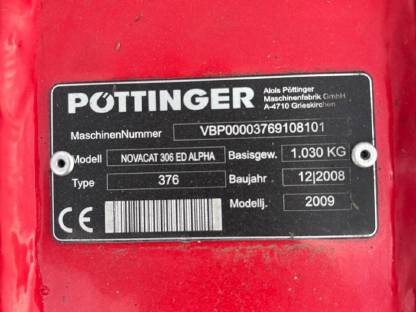 PÖTTINGER
Alois Pöttinger
Maschinenfabrik GmbH
A-4710 Grieskirchen
MaschinenNummer VBP00003769108101
Modell NOVACAT 306 ED ALPHA Basisgew. 1.030 KG
Type 376 Baujahr 12|2008
Modellj. 2009
CE